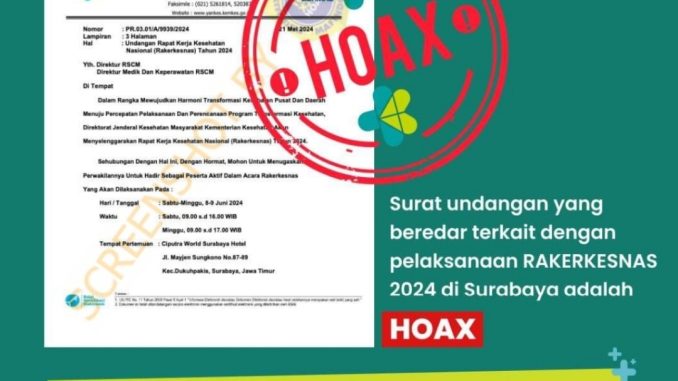 Faksimile : (021) 5261814,
Website : www.yankes.kemkes.go.id
Nomor : PR.03.01/A/9939/2024
21 Mei 2024
Lampiran : 3 Halaman
Hal : Undangan Rapat Kerja Kesehatan
Nasional (Rakerkesnas) Tahun 2024
Yth. Direktur RSCM
Direktur Medik Dan Keperawatan RSCM
Di Tempat
Dalam Rangka Mewujudkan Harmoni Transformasi Kesehatan Pusat Dan Daerah
Menuju Percepatan Pelaksanaan Dan Perencanaan Program Transformasi Kesehatan,
Direktorat Jenderal Kesehatan Masyarakat Kementerian Kesehatan Akan
Menyelenggarakan Rapat Kerja Kesehatan Nasional (Rakerkesnas) Tahun 2024.
Sehubungan Dengan Hal Ini, Dengan Hormat, Mohon Untuk Menugaskan
Perwakilannya Untuk Hadir Sebagai Peserta Aktif Dalam Acara Rakerkesnas
Yang Akan Dilaksanakan Pada :
Hari / Tanggal : Sabtu-Minggu, 8-9 Juni 2024
Waktu : Sabtu, 09.00 s.d 16.00 WIB
Minggu, 09.00 s.d 17.00 WIB
Tempat Pertemuan : Ciputra World Surabaya Hotel
Jl. Mayjen Sungkono No.87-89
Kec.Dukuhpakis, Surabaya, Jawa Timur
SCREENSHOT BY
HOAX
Surat undangan yang
beredar terkait dengan
pelaksanaan RAKERKESNAS
2024 di Surabaya adalah
HOAX